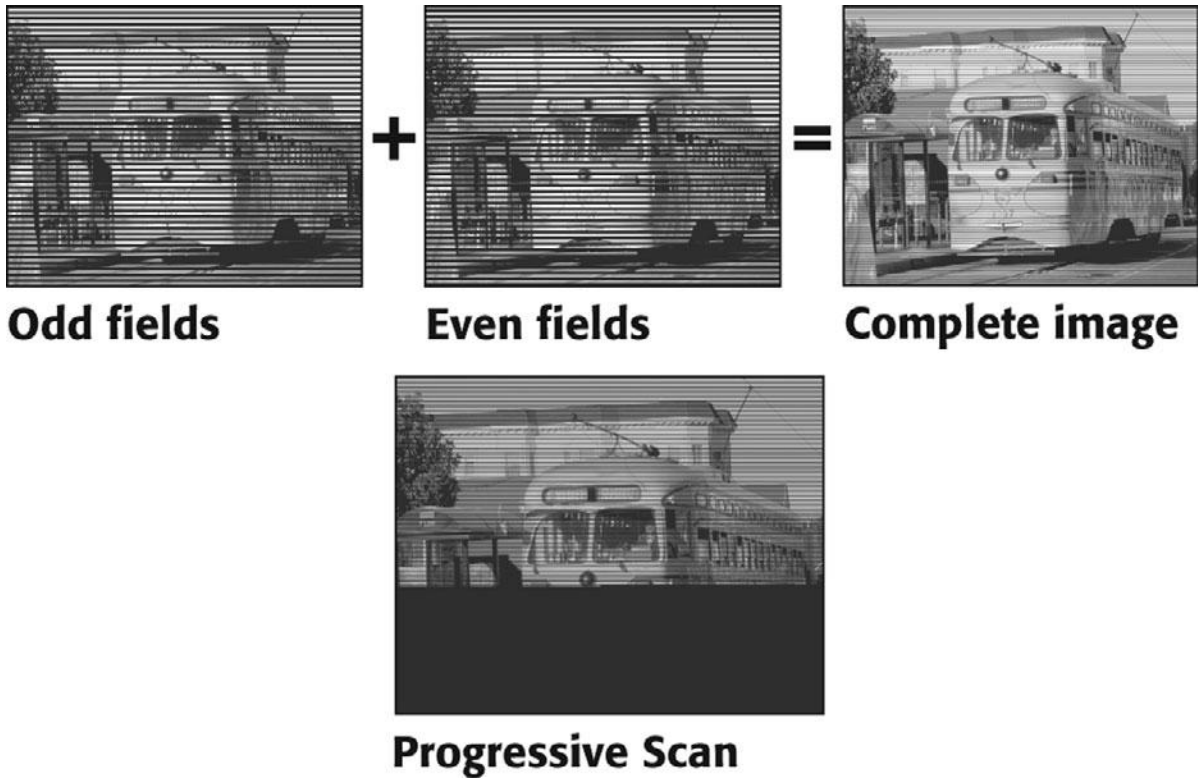 + =
Odd fields
Even fields
Complete image
Progressive Scan